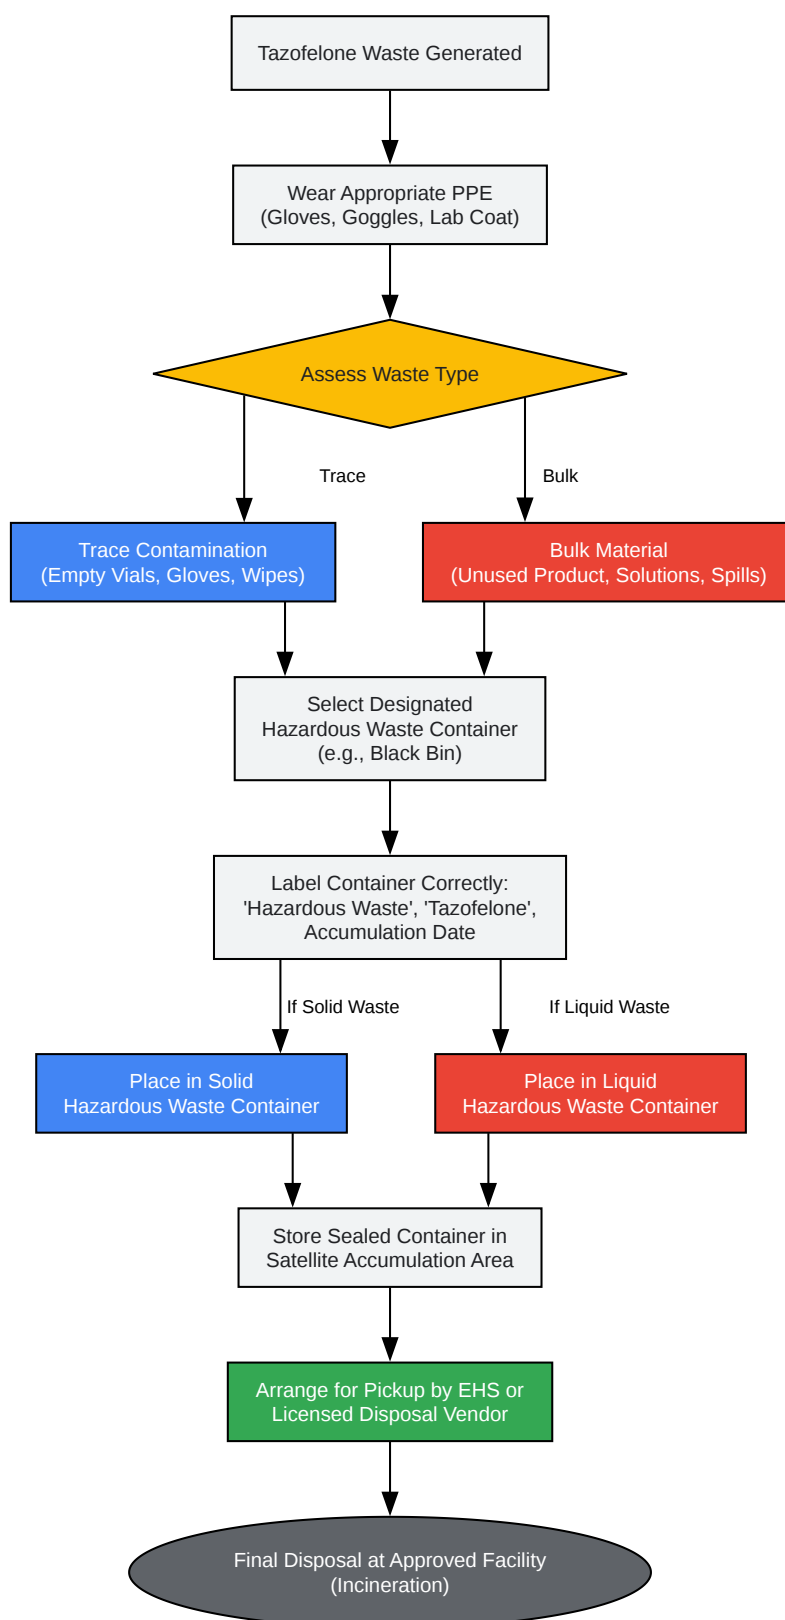 Tazofelone Waste Generated
Wear Appropriate PPE
(Gloves, Goggles, Lab Coat)
Assess Waste Type
Trace
Bulk
Trace Contamination
(Empty Vials, Gloves, Wipes)
Bulk Material
(Unused Product, Solutions, Spills)
Select Designated
Hazardous Waste Container
(e.g., Black Bin)
Label Container Correctly:
'Hazardous Waste', 'Tazofelone',
Accumulation Date
If Solid Waste
If Liquid Waste
Place in Solid
Hazardous Waste Container
Place in Liquid
Hazardous Waste Container
Store Sealed Container in
Satellite Accumulation Area
Arrange for Pickup by EHS or
Licensed Disposal Vendor
Final Disposal at Approved Facility
(Incineration)